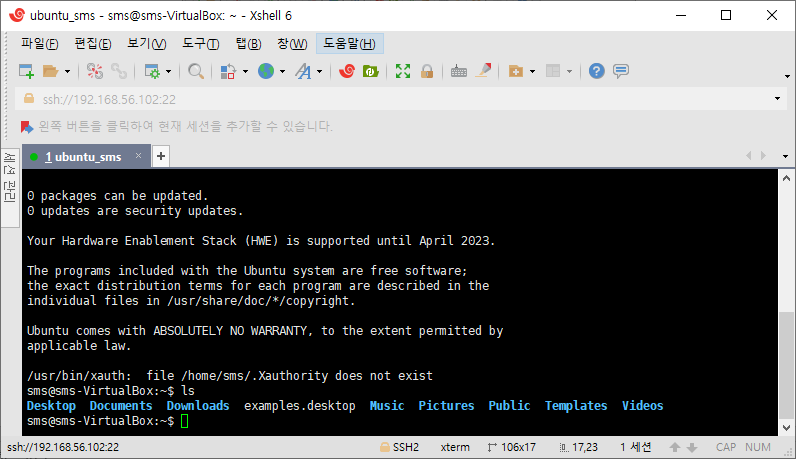 ubuntu_sms - sms@sms-VirtualBox: ~ - Xshell 6
파일(F) 편집(E) 보기(V) 도구(T) 탭(B) 창(W) 도움말(H)
ssh://192.168.56.102:22
왼쪽 버튼을 클릭하여 현재 세션을 추가할 수 있습니다.
세션 관리
1 ubuntu_sms × +
0 packages can be updated.
0 updates are security updates.
Your Hardware Enablement Stack (HWE) is supported until April 2023.
The programs included with the Ubuntu system are free software;
the exact distribution terms for each program are described in the
individual files in /usr/share/doc/*/copyright.
Ubuntu comes with ABSOLUTELY NO WARRANTY, to the extent permitted by
applicable law.
/usr/bin/xauth:  file /home/sms/.Xauthority does not exist
sms@sms-VirtualBox:~$ ls
Desktop  Documents  Downloads  examples.desktop  Music  Pictures  Public  Templates  Videos
sms@sms-VirtualBox:~$
ssh://192.168.56.102:22 SSH2 xterm 106x17 17,23 1 세션 CAP NUM